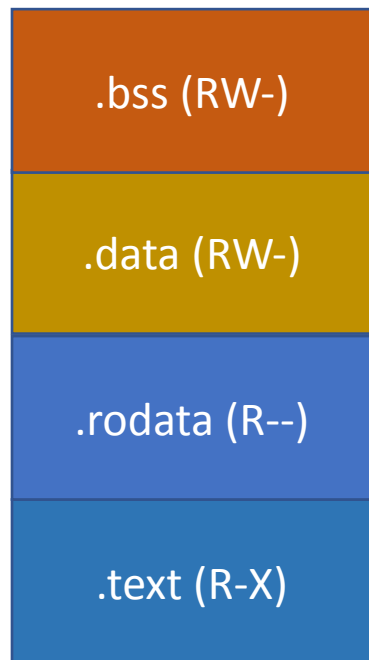 .bss (RW-)
.data (RW-)
.rodata (R--)
.text (R-X)